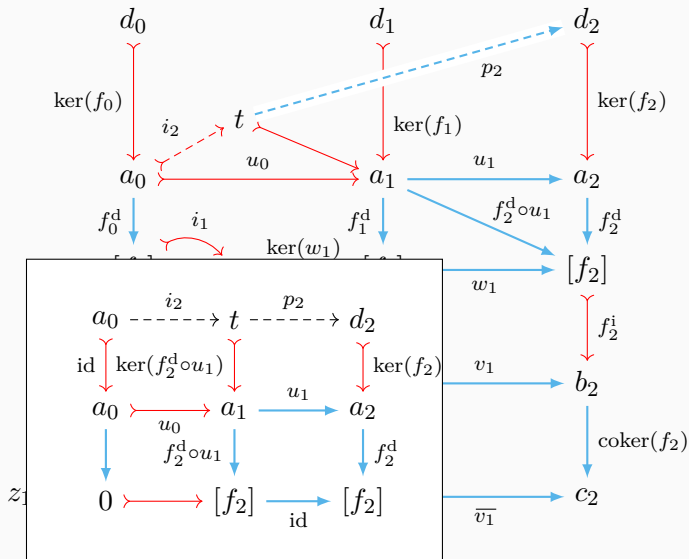 d₀ d₁ d₂
p₂
ker(f₀) i₂ t ker(f₁) ker(f₂)
a₀ u₀ a₁ u₁ a₂
f₀ᵈ i₁ f₁ᵈ f₂ᵈ∘u₁ f₂ᵈ
ker(w₁) w₁ [f₂]
f₂ⁱ
v₁ b₂
coker(f₂)
v̅₁ c₂
a₀ i₂ t p₂ d₂
id ker(f₂ᵈ∘u₁) ker(f₂)
a₀ u₀ a₁ u₁ a₂
f₂ᵈ∘u₁ f₂ᵈ
0 [f₂] id [f₂]